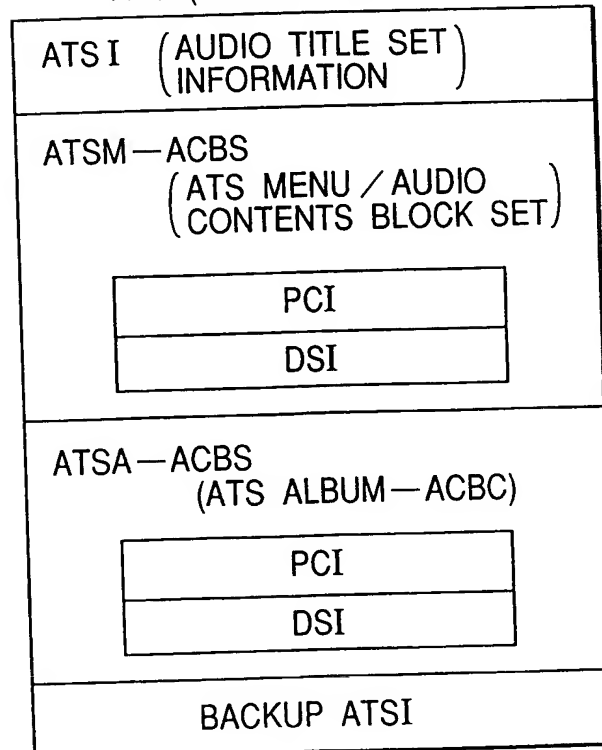 ATSI (AUDIO TITLE SET
INFORMATION)
ATSM—ACBS
(ATS MENU / AUDIO
CONTENTS BLOCK SET)
PCI
DSI
ATSA—ACBS
(ATS ALBUM—ACBC)
PCI
DSI
BACKUP ATSI